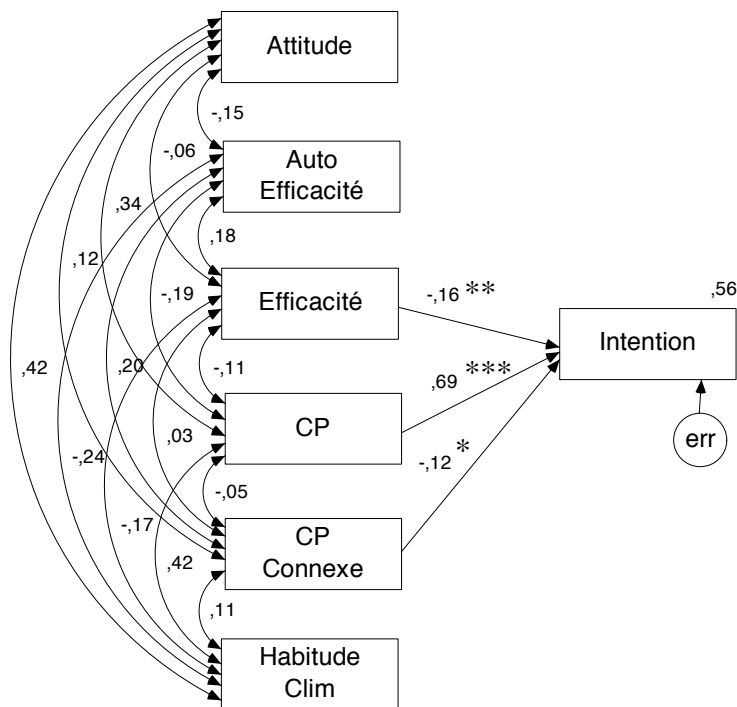 Attitude
-,15
Auto
Efficacité
-,06
,34
,18
,12
-,19
Efficacité
-,16 **
,56
Intention
,42
,20
-,11
,69 ***
CP
,03
err
-,24
-,12 *
-,05
-,17
CP
Connexe
,42
,11
Habitude
Clim